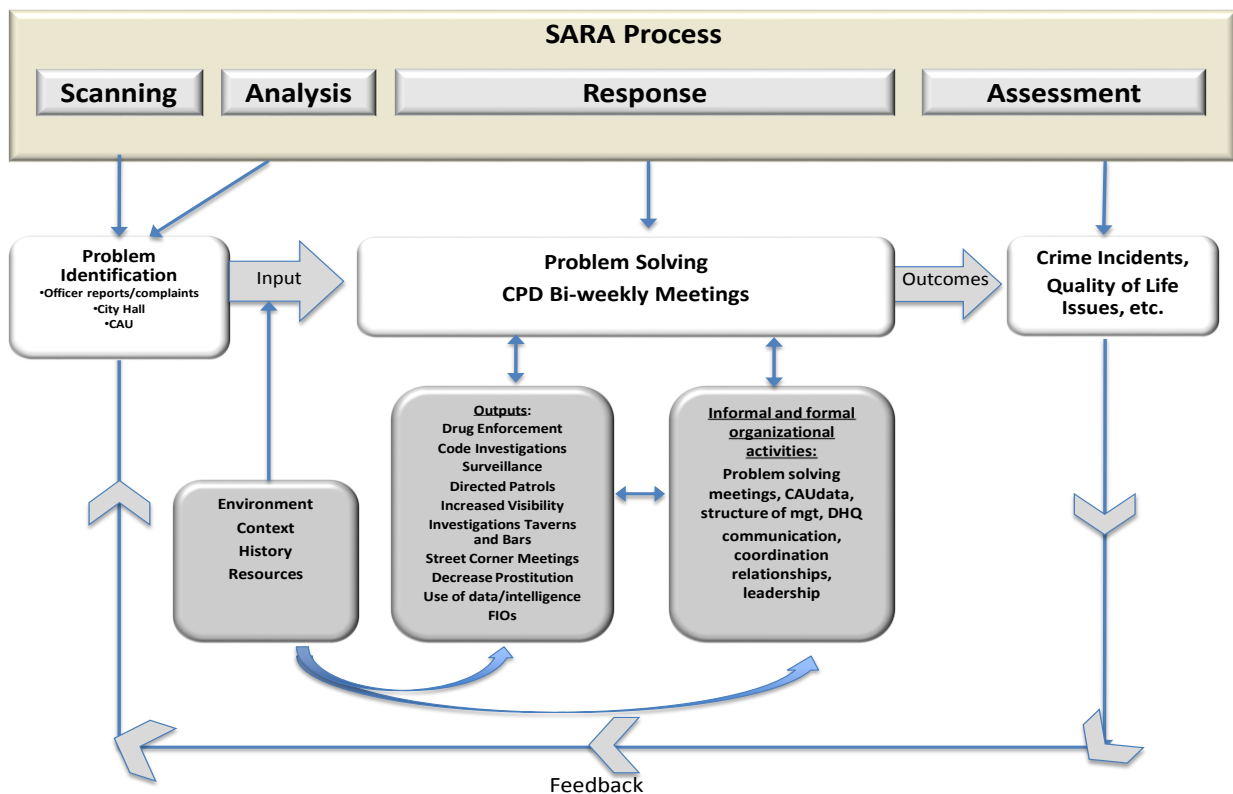 SARA Process
Scanning
Analysis
Response
Assessment
Problem
Identification
•Officer reports/complaints
•City Hall
•CAU
Input
Problem Solving
CPD Bi-weekly Meetings
Outcomes
Crime Incidents,
Quality of Life
Issues, etc.
Environment
Context
History
Resources
Outputs:
Drug Enforcement
Code Investigations
Surveillance
Directed Patrols
Increased Visibility
Investigations Taverns
and Bars
Street Corner Meetings
Decrease Prostitution
Use of data/intelligence
FIOs
Informal and formal
organizational
activities:
Problem solving
meetings, CAUdata,
structure of mgt, DHQ
communication,
coordination
relationships,
leadership
Feedback